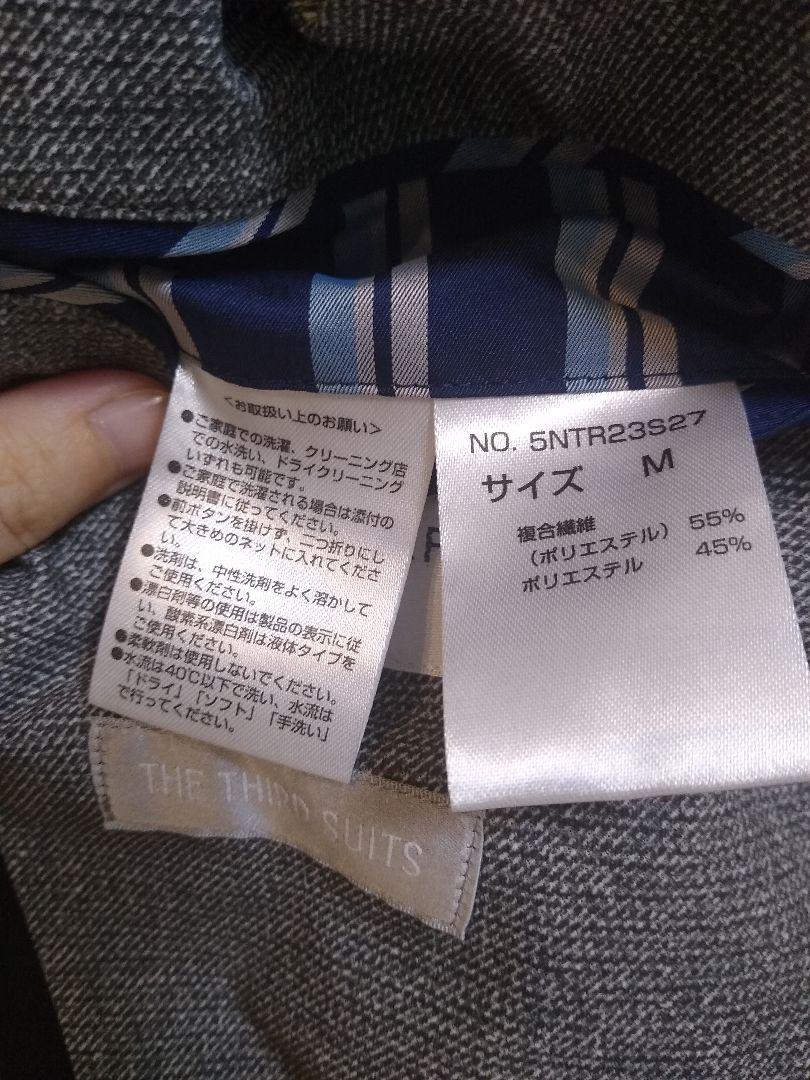 <お取扱い上のお願い>
●ご家庭での洗濯、クリーニング店
での水洗い、ドライクリーニング
いずれも可能です。
●ご家庭で洗濯される場合は添付の
説明書に従ってください。
●前ボタンを掛けず、二つ折りにし
て大きめのネットに入れてくださ
い。
●洗剤は、中性洗剤をよく溶かして
ご使用ください。
●漂白剤等の使用は製品の表示に従
い、酸素系漂白剤は液体タイプを
ご使用ください。
●柔軟剤は使用しないでください。
●水流は40℃以下で洗い、水流は
「ドライ」「ソフト」「手洗い」
で行ってください。
NO. 5NTR23S27
サイズ M
複合繊維
(ポリエステル) 55%
ポリエステル 45%
THE THIRD SUITS